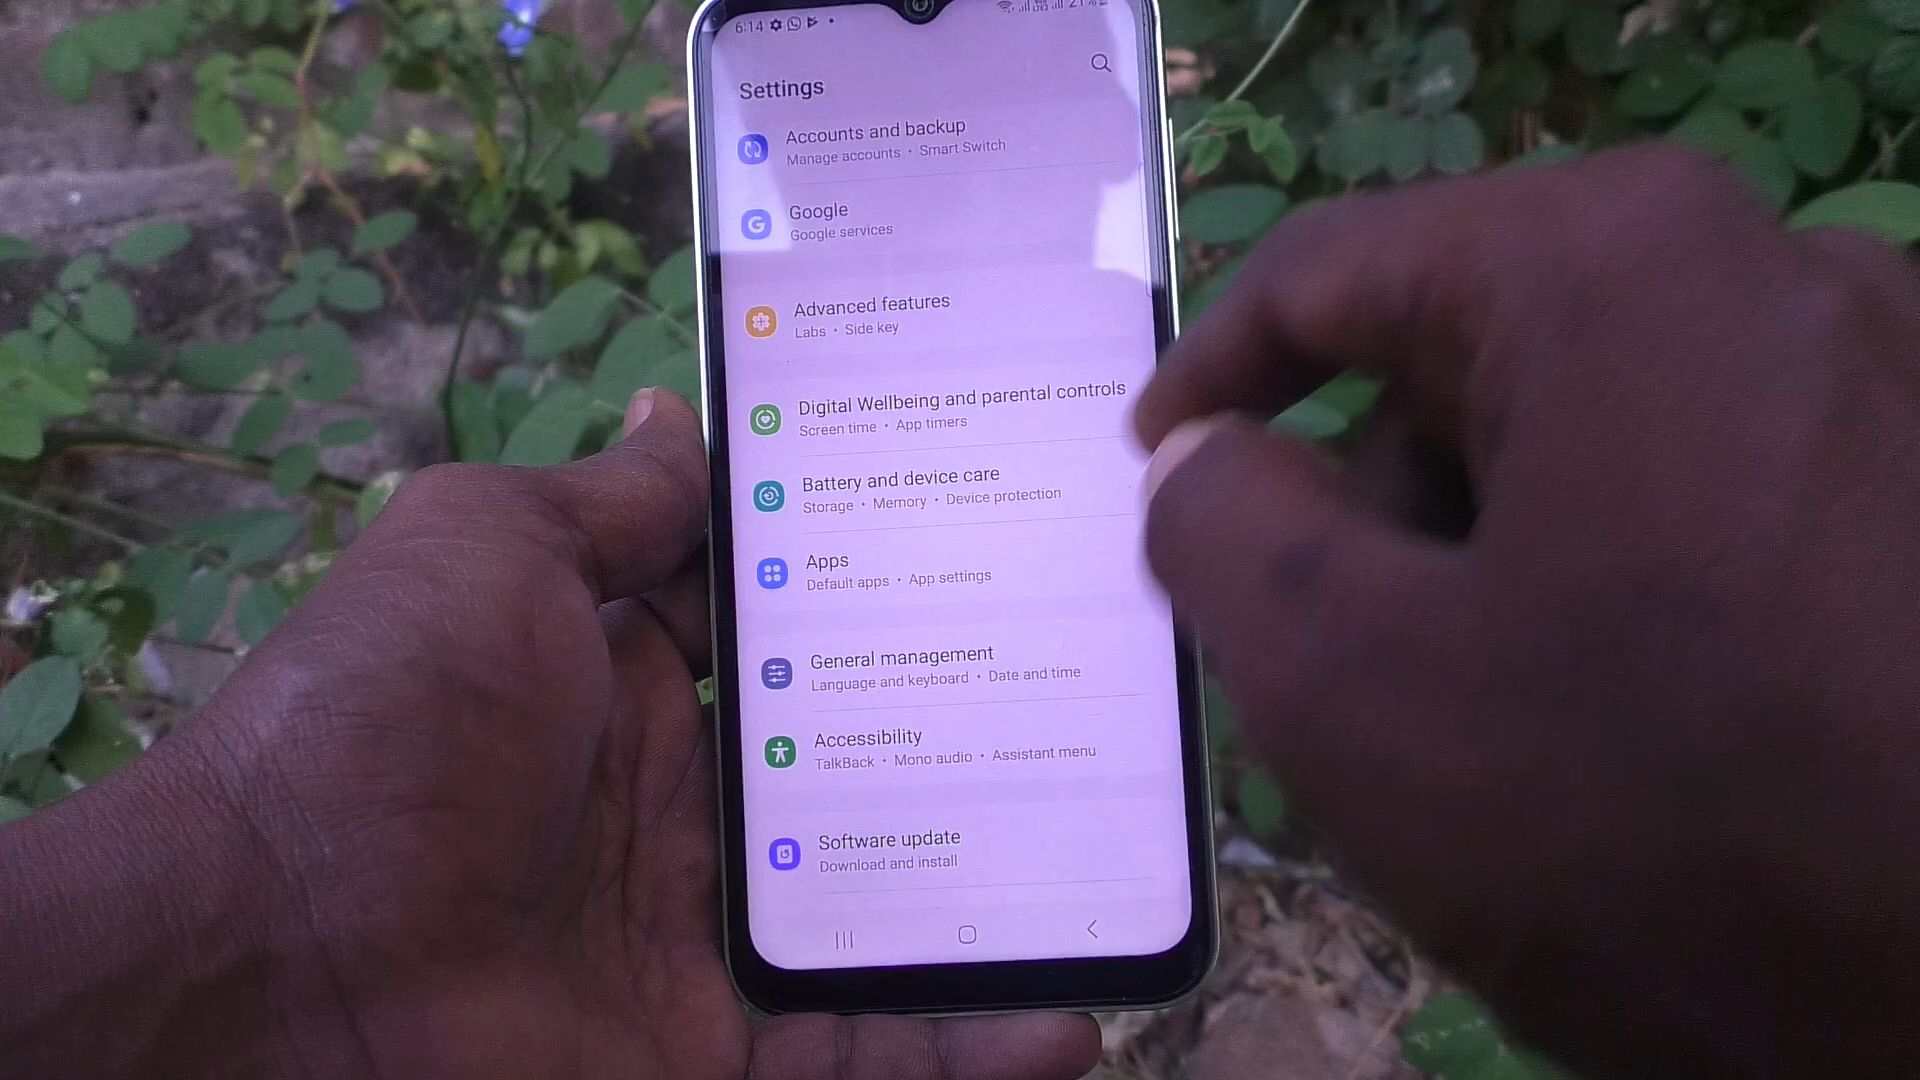 6:14
Settings
Accounts and backup
Manage accounts • Smart Switch
G
Google
Google services
Advanced features
Labs • Side key
Digital Wellbeing and parental controls
Screen time • App timers
Battery and device care
Storage • Memory • Device protection
Apps
Default apps • App settings
General management
Language and keyboard • Date and time
Accessibility
TalkBack • Mono audio • Assistant menu
Software update
Download and install